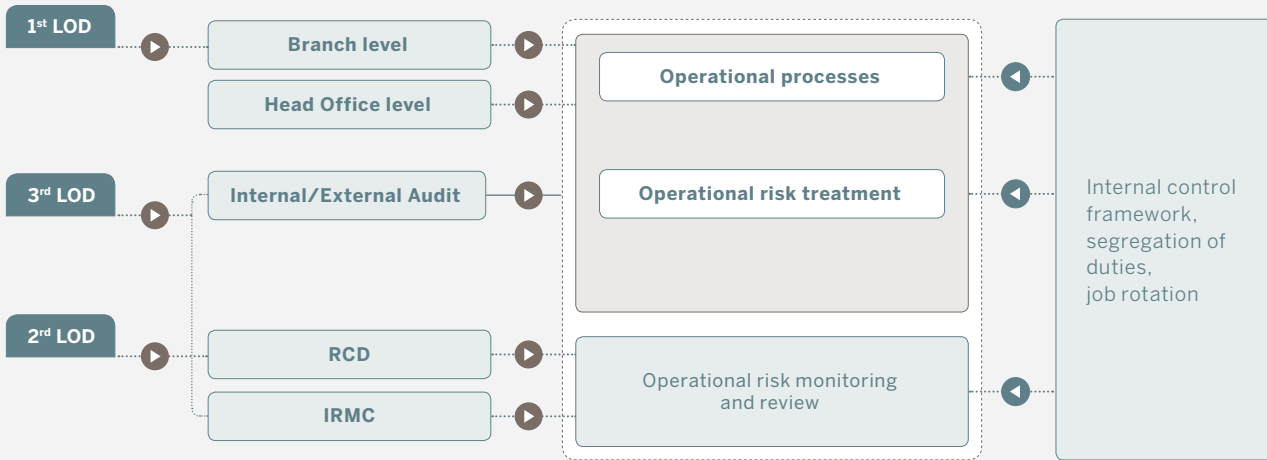 1st LOD
Branch level
Head Office level
Operational processes
3rd LOD
Internal/External Audit
Operational risk treatment
Internal control
framework,
segregation of
duties,
job rotation
2rd LOD
RCD
IRMC
Operational risk monitoring
and review